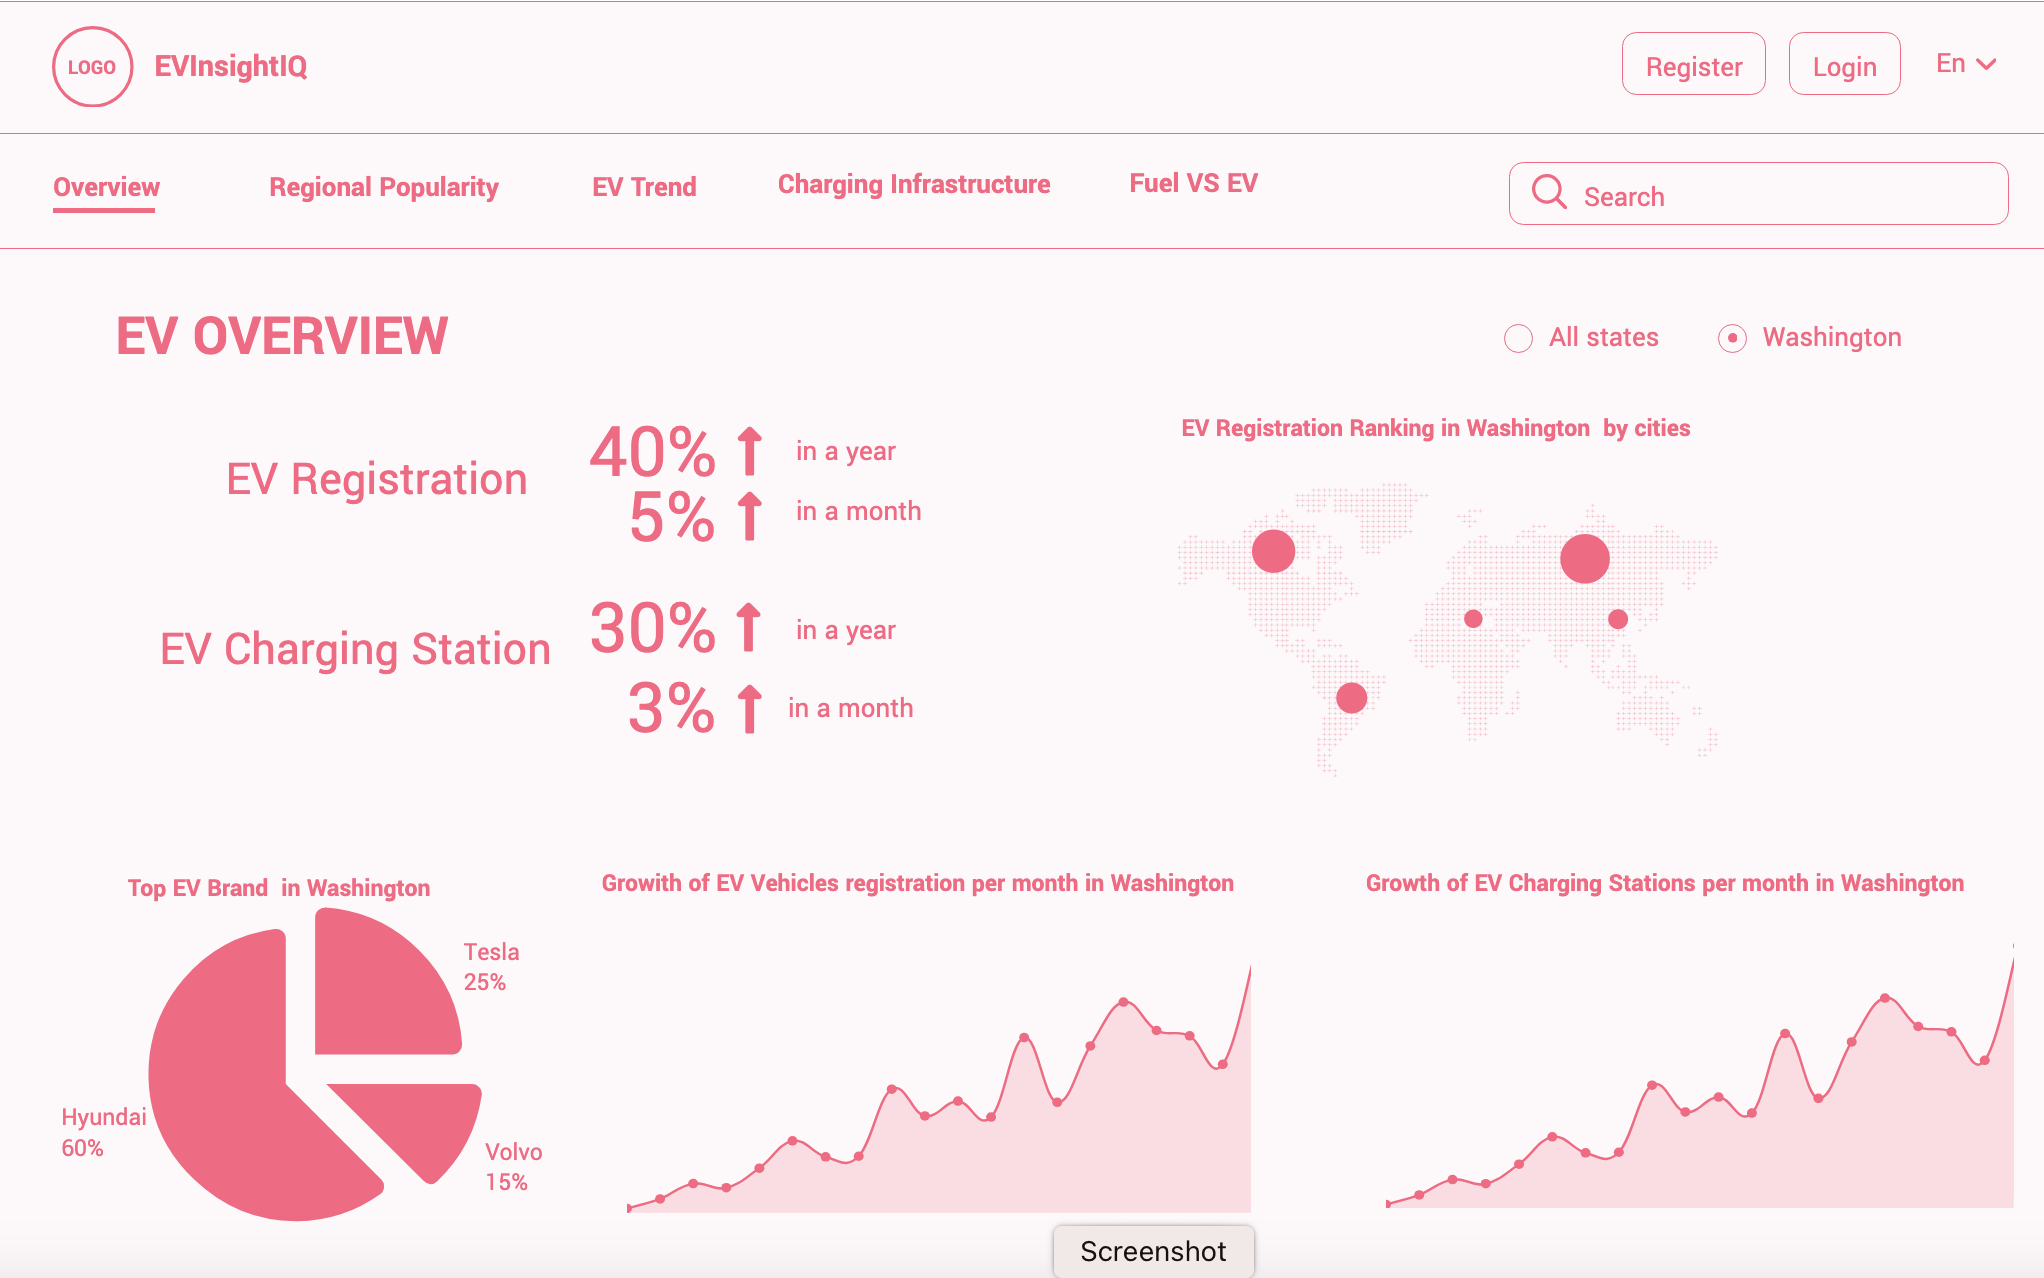 LOGO
EVInsightIQ
Register
Login
En
Overview
Regional Popularity
EV Trend
Charging Infrastructure
Fuel VS EV
Search
EV OVERVIEW
All states
Washington
EV Registration
40%
in a year
5%
in a month
EV Charging Station
30%
in a year
3%
in a month
EV Registration Ranking in Washington  by cities
Top EV Brand  in Washington
Tesla
25%
Hyundai
60%
Volvo
15%
Growith of EV Vehicles registration per month in Washington
Growth of EV Charging Stations per month in Washington
Screenshot